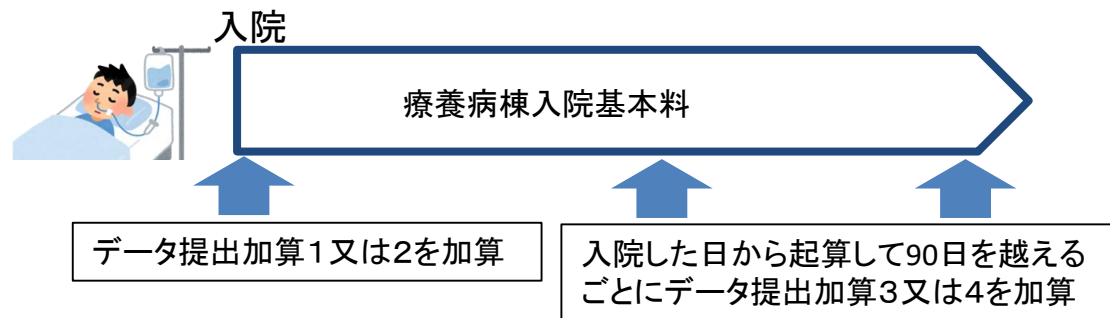 入院
療養病棟入院基本料
データ提出加算１又は２を加算
入院した日から起算して90日を越える
ごとにデータ提出加算３又は４を加算